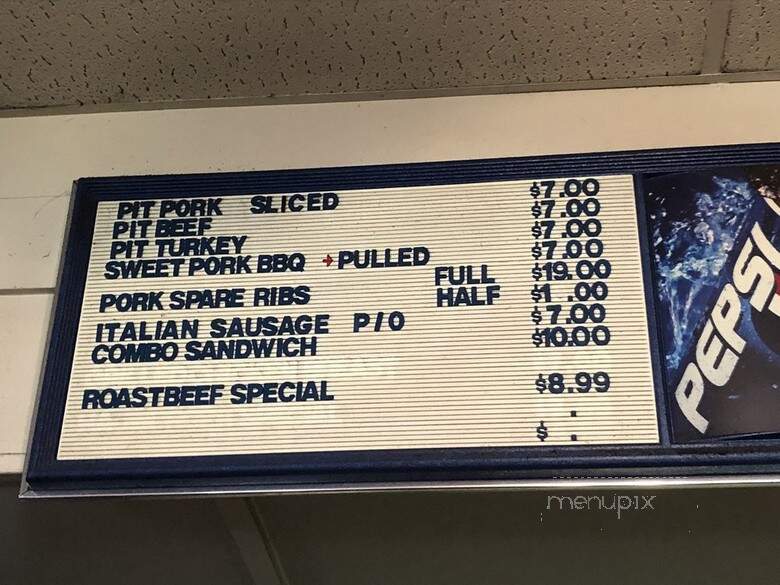 PIT PORK SLICED $7.00
PIT BEEF $7.00
PIT TURKEY $7.00
SWEET PORK BBQ →PULLED $7.00
FULL $19.00
PORK SPARE RIBS HALF $1 .00
ITALIAN SAUSAGE P/O $7.00
COMBO SANDWICH $10.00
ROASTBEEF SPECIAL $8.99
.
$ .
PEPSI
menupix